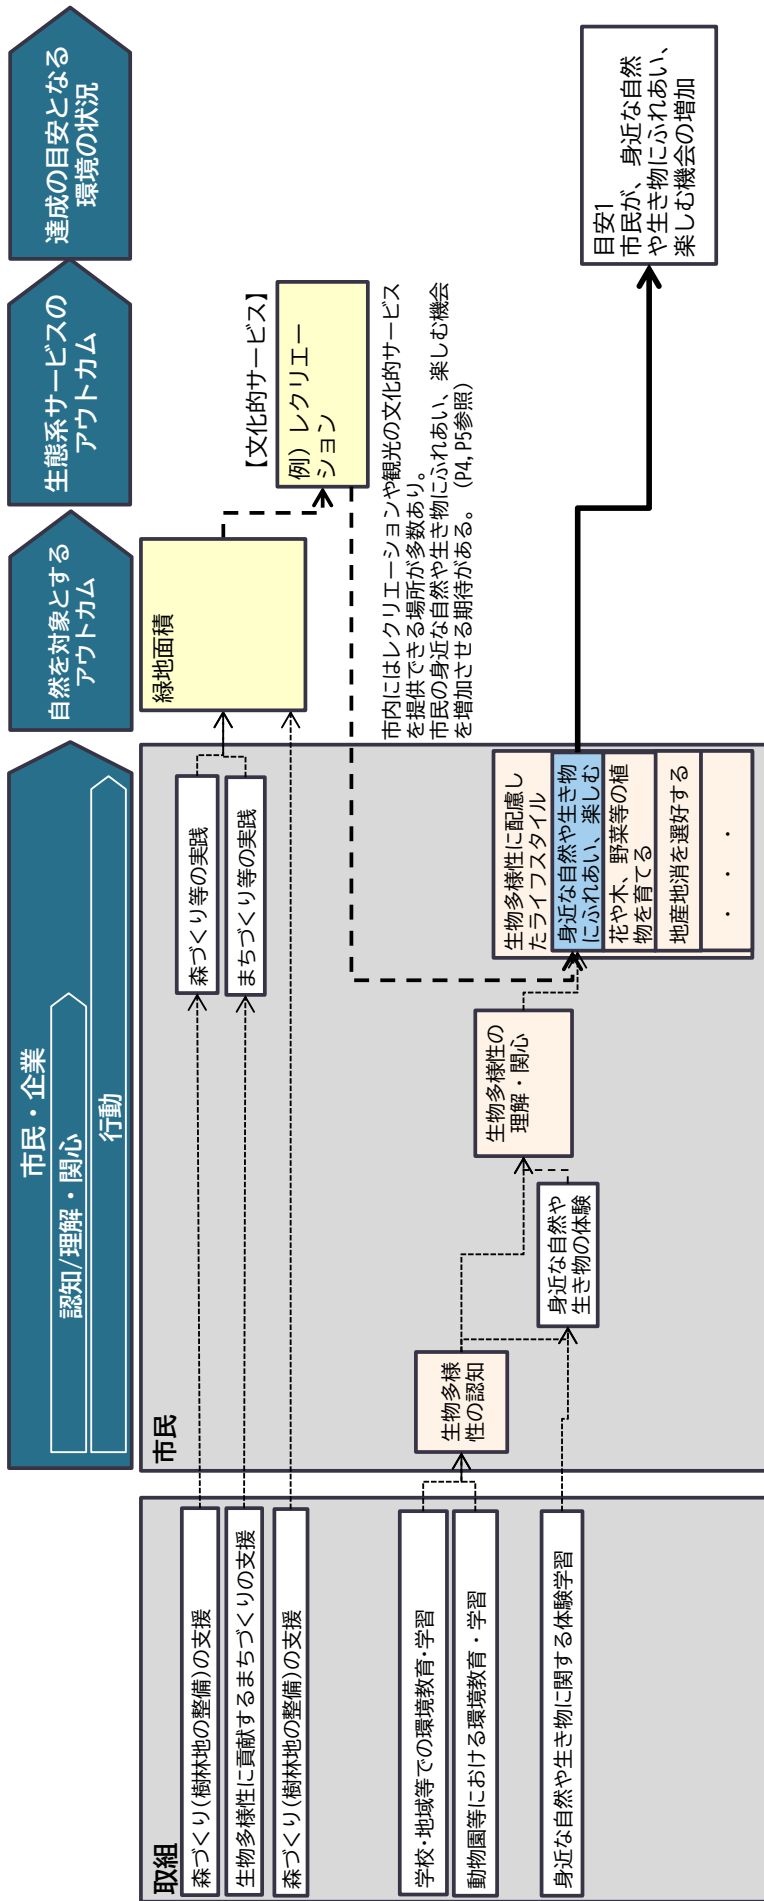 市民・企業
認知/理解・関心
行動
自然を対象とする
アウトカム
生態系サービスの
アウトカム
達成の目安となる
環境の状況
取組
森づくり(樹林地の整備)の支援
生物多様性に貢献するまちづくりの支援
森づくり(樹林地の整備)の支援
学校・地域等での環境教育・学習
動物園等における環境教育・学習
身近な自然や生き物に関する体験学習
市民
森づくり等の実践
まちづくり等の実践
生物多様
性の認知
身近な自然や
生き物の体験
生物多様性の
理解・関心
生物多様性に配慮し
たライフスタイル
身近な自然や生き物
にふれあい、楽しむ
花や木、野菜等の植
物を育てる
地産地消を選好する
・・・
緑地面積
【文化的サービス】
例）レクリエー
ション
市内にはレクリエーションや観光の文化的サービス
を提供できる場所が多数あり。
市民の身近な自然や生き物にふれあい、楽しむ機会
を増加させる期待がある。 (P4, P5参照)
目安1
市民が、身近な自然
や生き物にふれあい、
楽しむ機会の増加